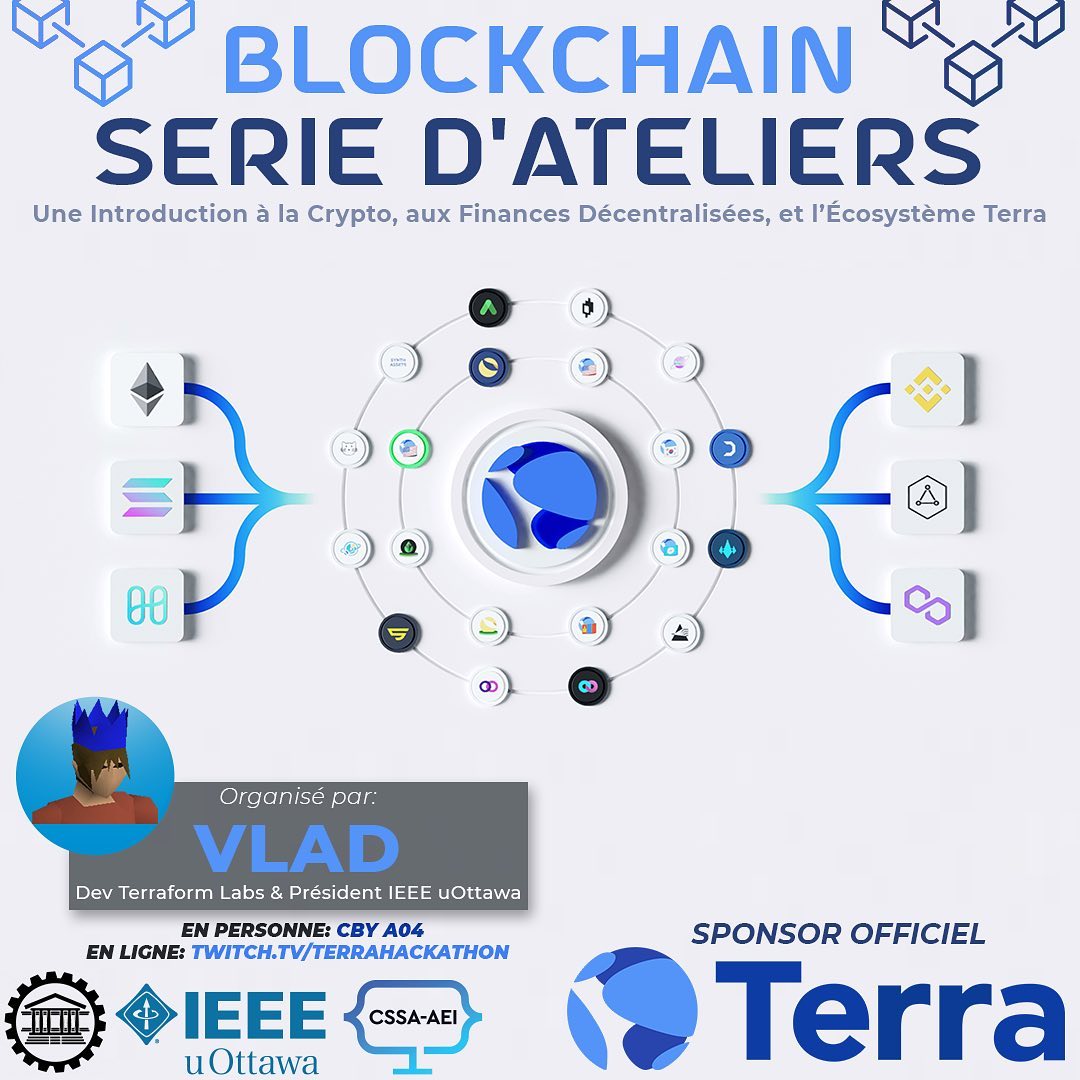 BLOCKCHAIN
SERIE D'ATELIERS
Une Introduction à la Crypto, aux Finances Décentralisées, et l'Écosystème Terra
SYNTH
ASSETS
Organisé par:
VLAD
Dev Terraform Labs & Président IEEE uOttawa
EN PERSONNE: CBY A04
EN LIGNE: TWITCH.TV/TERRAHACKATHON
SPONSOR OFFICIEL
IEEE
uOttawa
CSSA-AEI
Terra